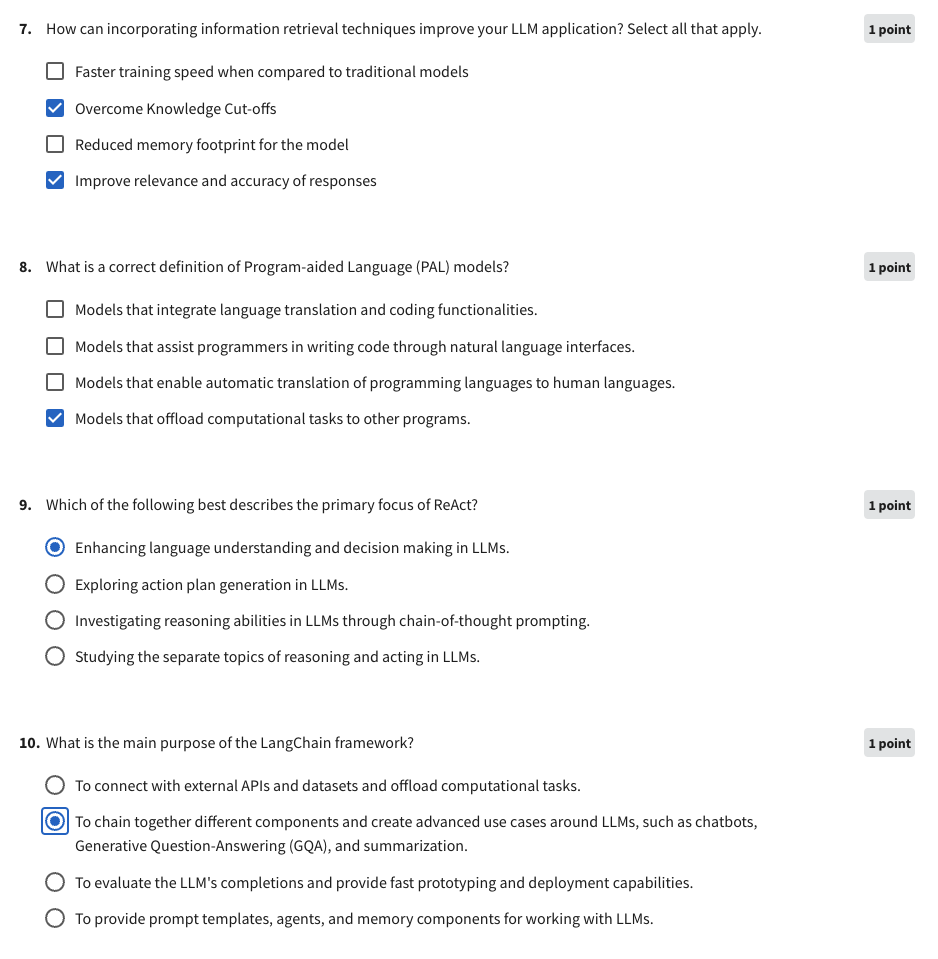 7. How can incorporating information retrieval techniques improve your LLM application? Select all that apply. 1 point
Faster training speed when compared to traditional models
Overcome Knowledge Cut-offs
Reduced memory footprint for the model
Improve relevance and accuracy of responses
8. What is a correct definition of Program-aided Language (PAL) models? 1 point
Models that integrate language translation and coding functionalities.
Models that assist programmers in writing code through natural language interfaces.
Models that enable automatic translation of programming languages to human languages.
Models that offload computational tasks to other programs.
9. Which of the following best describes the primary focus of ReAct? 1 point
Enhancing language understanding and decision making in LLMs.
Exploring action plan generation in LLMs.
Investigating reasoning abilities in LLMs through chain-of-thought prompting.
Studying the separate topics of reasoning and acting in LLMs.
10. What is the main purpose of the LangChain framework? 1 point
To connect with external APIs and datasets and offload computational tasks.
To chain together different components and create advanced use cases around LLMs, such as chatbots,
Generative Question-Answering (GQA), and summarization.
To evaluate the LLM's completions and provide fast prototyping and deployment capabilities.
To provide prompt templates, agents, and memory components for working with LLMs.